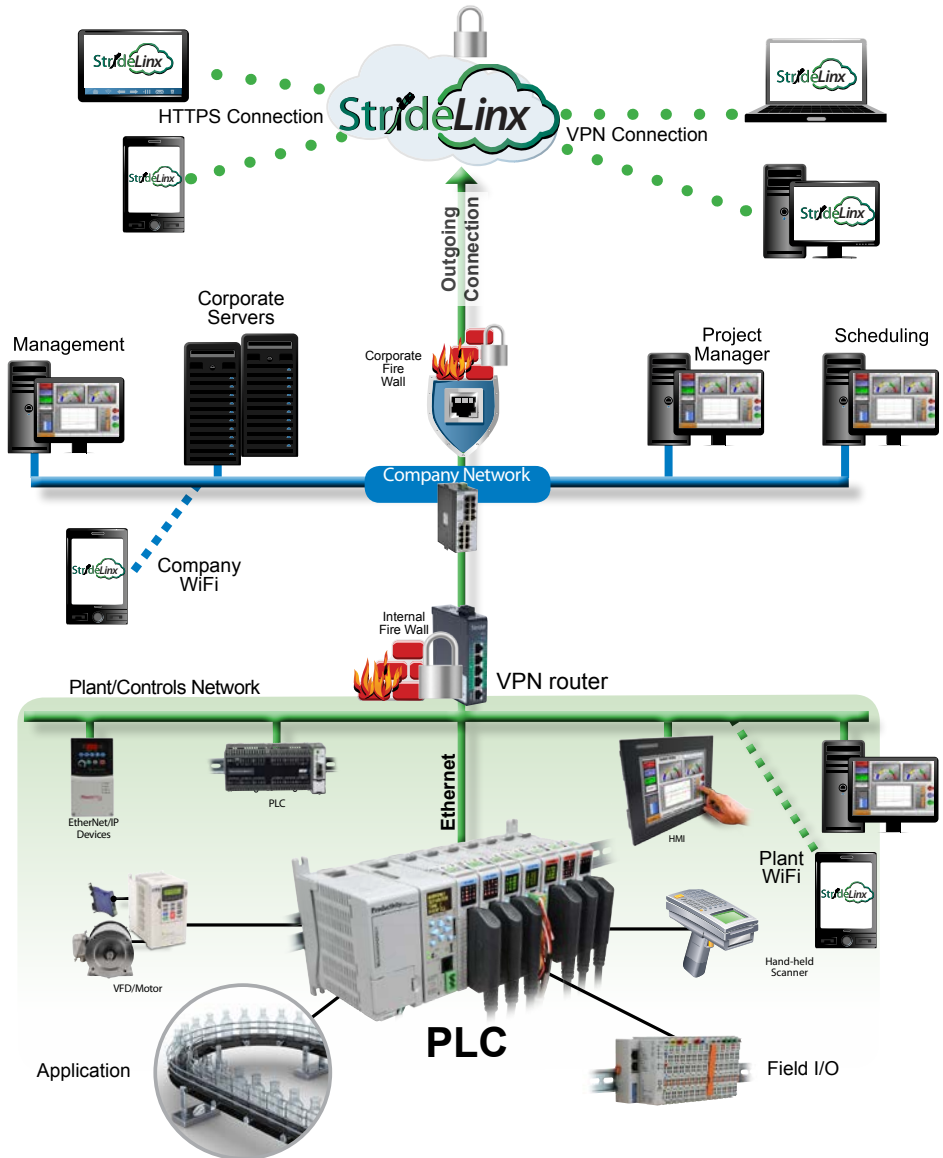 StrideLinx
HTTPS Connection
StrideLinx
StrideLinx
VPN Connection
StrideLinx
StrideLinx
Outgoing
Connection
Corporate
Servers
Management
Corporate
Fire
Wall
Project
Manager
Scheduling
Company Network
StrideLinx
Company
WiFi
Internal
Fire Wall
VPN router
Plant/Controls Network
EtherNet/IP
Devices
PLC
Ethernet
HMI
Plant
WiFi
StrideLinx
VFD/Motor
Hand-held
Scanner
PLC
Application
Field I/O